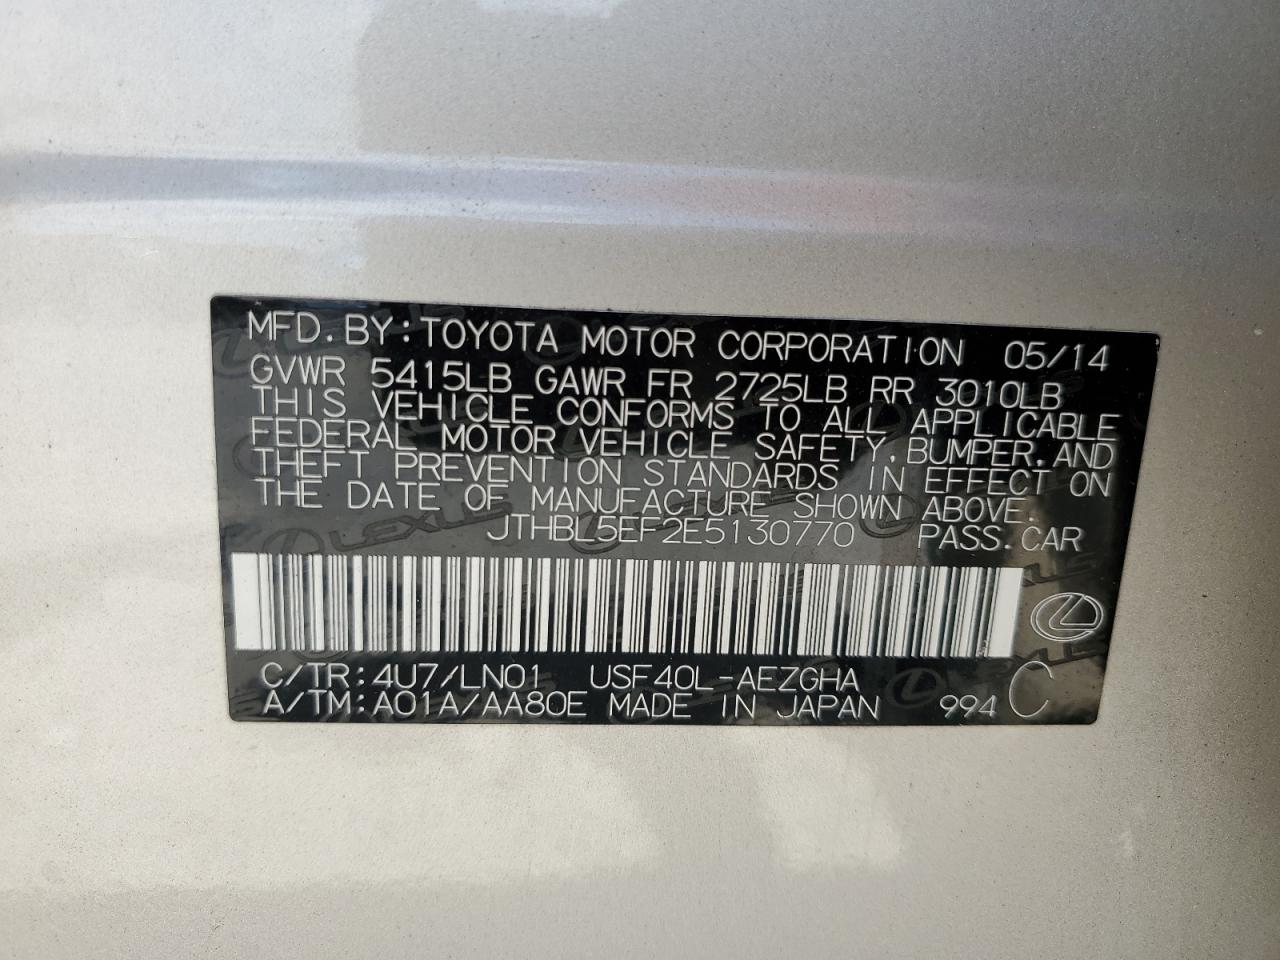 MFD. BY: TOYOTA MOTOR CORPORATION 05/14
GVWR 5415LB GAWR FR 2725LB RR 3010LB
THIS VEHICLE CONFORMS TO ALL APPLICABLE
FEDERAL MOTOR VEHICLE SAFETY, BUMPER, AND
THEFT PREVENTION STANDARDS IN EFFECT ON
THE DATE OF MANUFACTURE SHOWN ABOVE.
JTHBL5EF2E5130770 PASS. CAR
C/TR: 4U7/LN01 USF40L-AEZGHA
A/TM: A01A/AA80E MADE IN JAPAN 994 C
LEXUS